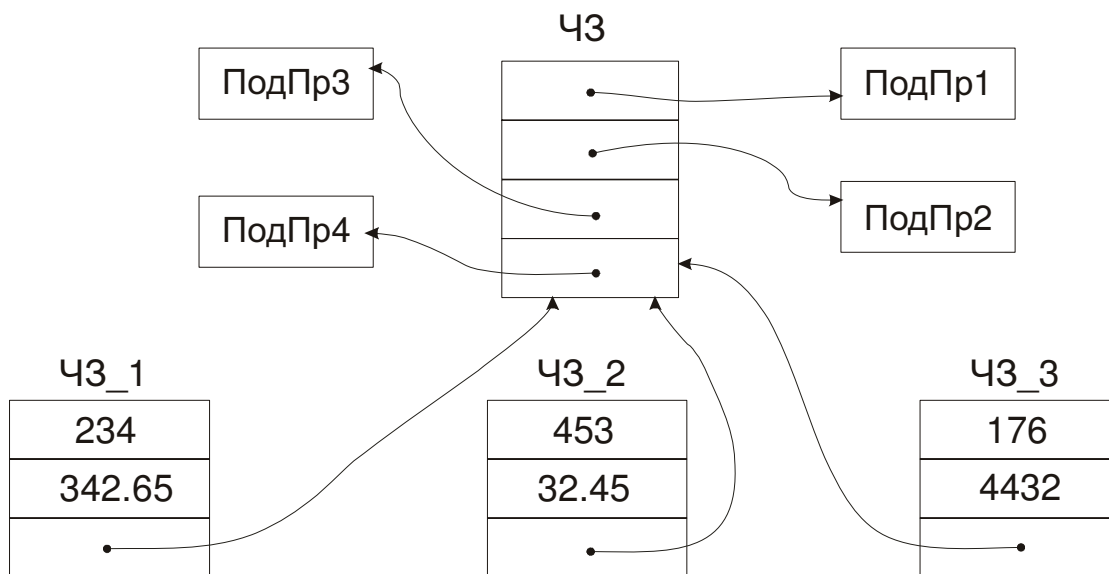 ЧЗ
ПодПр3
ПодПр1
ПодПр4
ПодПр2
ЧЗ_1
ЧЗ_2
ЧЗ_3
234
453
176
342.65
32.45
4432